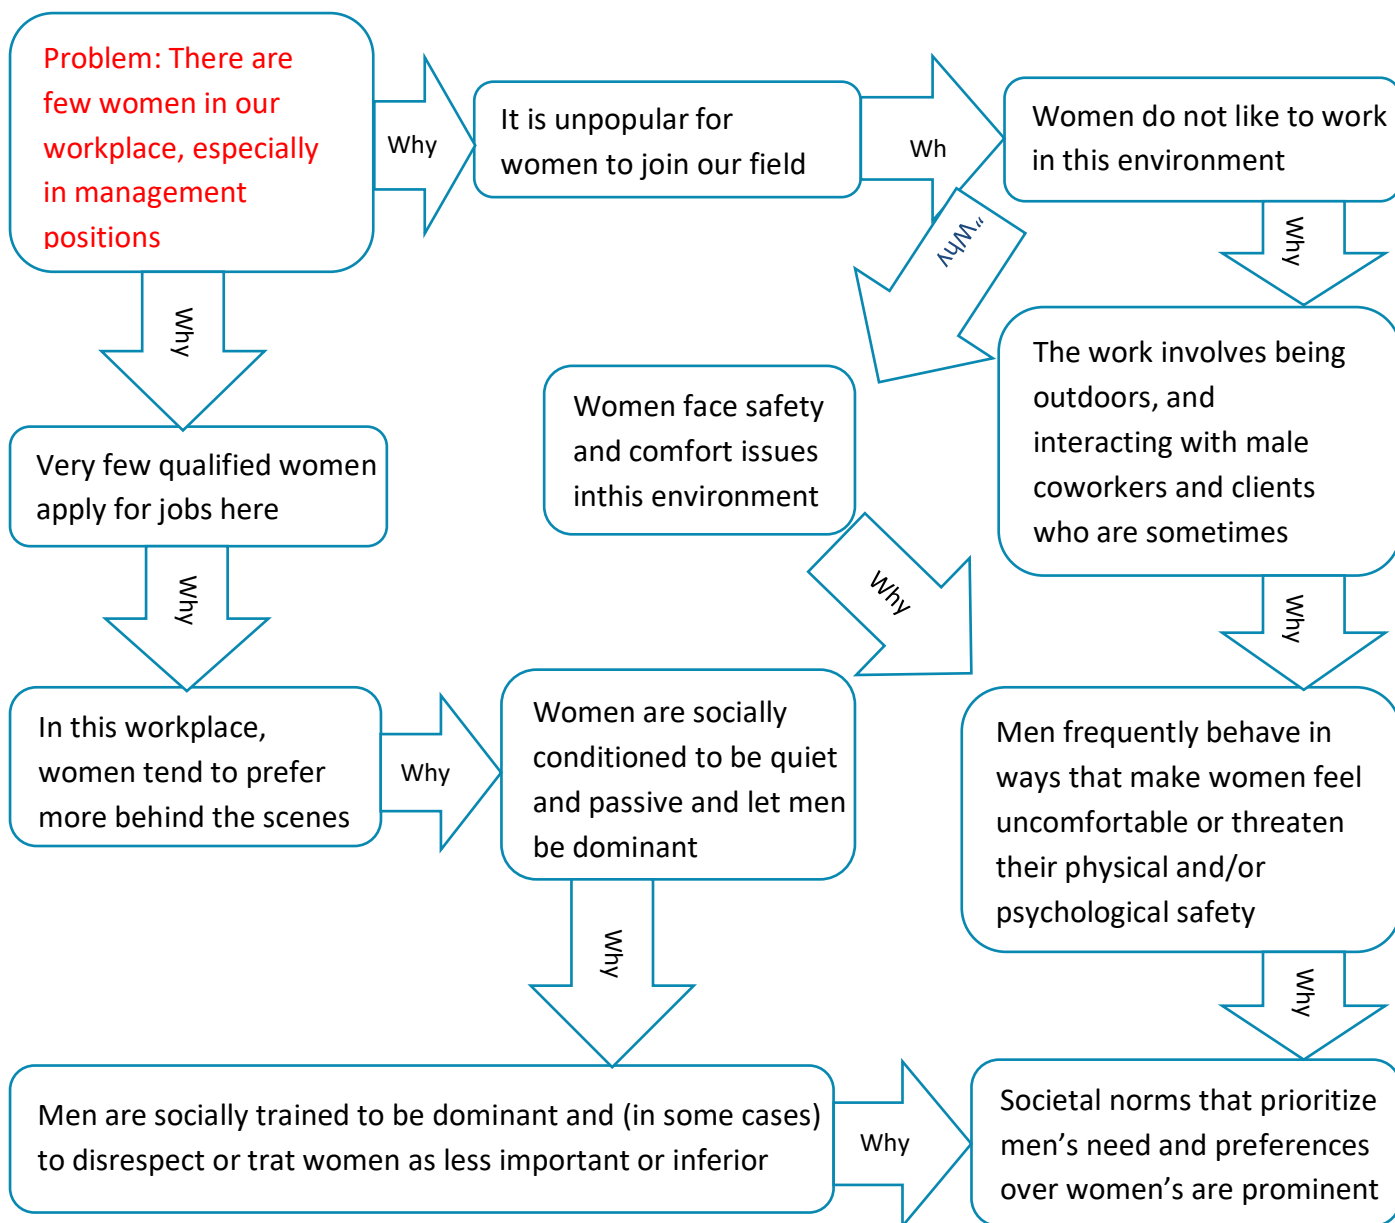 Problem: There are
few women in our
workplace, especially
in management
positions
Why
It is unpopular for
women to join our field
Wh
Women do not like to work
in this environment
Why
"Why
Why
The work involves being
outdoors, and
interacting with male
coworkers and clients
who are sometimes
Women face safety
and comfort issues
inthis environment
Very few qualified women
apply for jobs here
Why
Why
Why
In this workplace,
women tend to prefer
more behind the scenes
Why
Women are socially
conditioned to be quiet
and passive and let men
be dominant
Men frequently behave in
ways that make women feel
uncomfortable or threaten
their physical and/or
psychological safety
Why
Why
Men are socially trained to be dominant and (in some cases)
to disrespect or trat women as less important or inferior
Why
Societal norms that prioritize
men’s need and preferences
over women’s are prominent